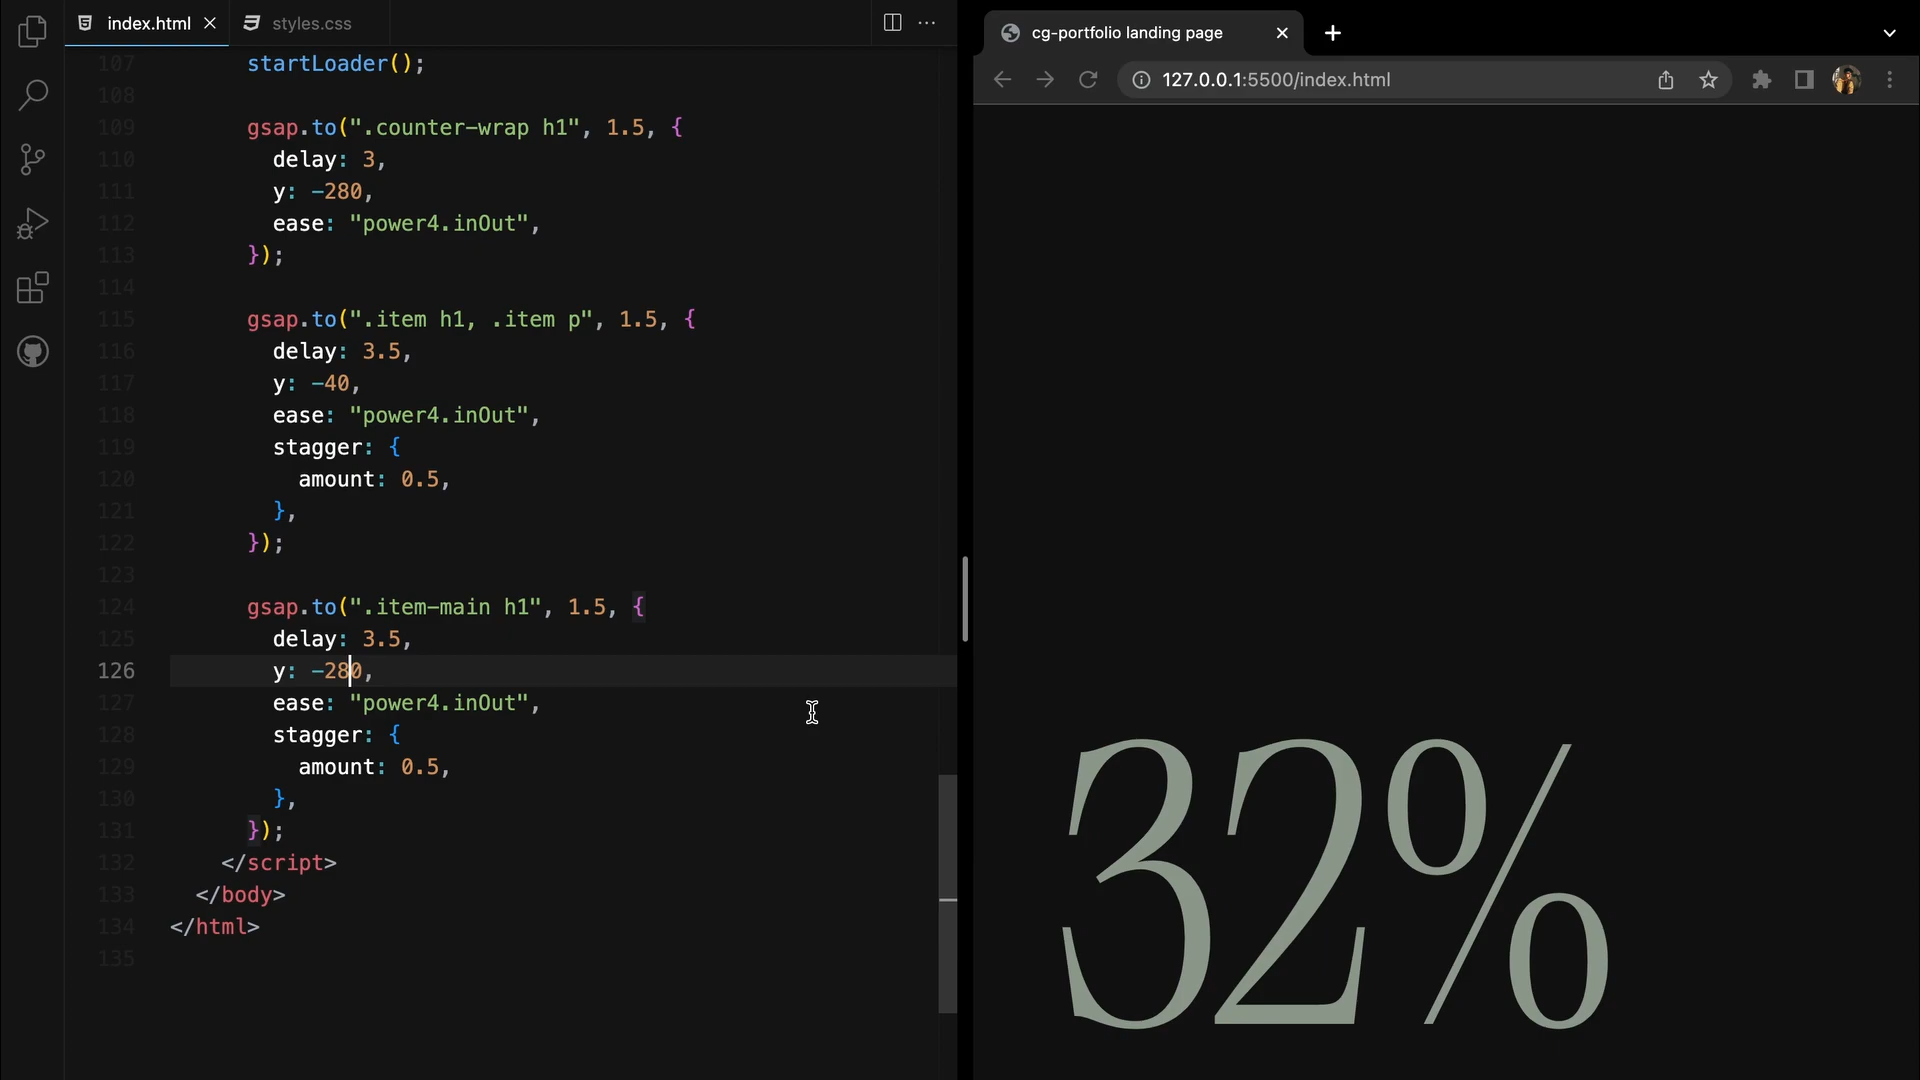 index.html
styles.css
107 startLoader();
108
109 gsap.to(".counter-wrap h1", 1.5, {
110 delay: 3,
111 y: -280,
112 ease: "power4.inOut",
113 });
114
115 gsap.to(".item h1, .item p", 1.5, {
116 delay: 3.5,
117 y: -40,
118 ease: "power4.inOut",
119 stagger: {
120 amount: 0.5,
121 },
122 });
123
124 gsap.to(".item-main h1", 1.5, {
125 delay: 3.5,
126 y: -280,
127 ease: "power4.inOut",
128 stagger: {
129 amount: 0.5,
130 },
131 });
132 </script>
133 </body>
134 </html>
135
cg-portfolio landing page
127.0.0.1:5500/index.html
32%